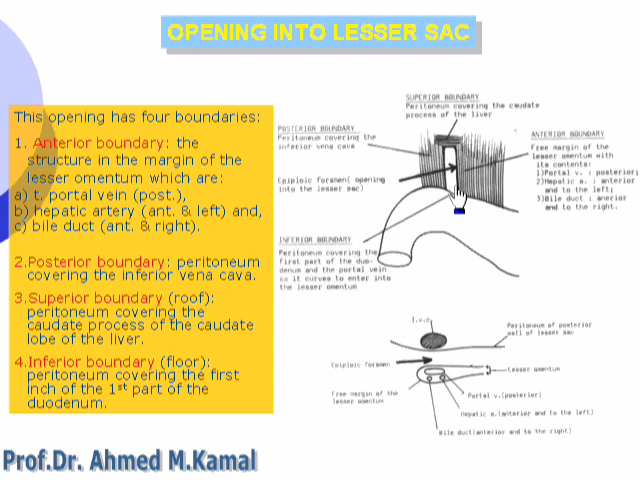 OPENING INTO LESSER SAC
This opening has four boundaries:
1. Anterior boundary: the
structure in the margin of the
lesser omentum which are:
a) t. portal vein (post.),
b) hepatic artery (ant. & left) and,
c) bile duct (ant. & right).
2.Posterior boundary: peritoneum
covering the inferior vena cava.
3.Superior boundary (roof):
peritoneum covering the
caudate process of the caudate
lobe of the liver.
4.Inferior boundary (floor):
peritoneum covering the first
inch of the 1st part of the
duodenum.
SUPERIOR BOUNDARY
Peritoneum covering the caudate
process of the liver
POSTERIOR BOUNDARY
Peritoneum covering the
inferior vena cava
Epiploic foramen( opening
into the lesser sac)
ANTERIOR BOUNDARY
Free margin of the
lesser omentum with
its contents:
1)Portal v. : posterior;
2)Hepatic a. : anterior
and to the left;
3)Bile duct : anerior
and to the right.
INFERIOR BOUNDARY
Peritoneum covering the
first part of the duo-
denum and the portal vein
as it curves to enter into
the lesser omentum
I.v.c.
Peritoneum of posterior
wall of lesser sac
Epiploic foramen
Lesser omentum
Free margin of the
lesser omentum
Portal v.(posterior)
Hepatic a.(anterior and to the left)
Bile duct(anterior and to the right)
Prof.Dr. Ahmed M.Kamal